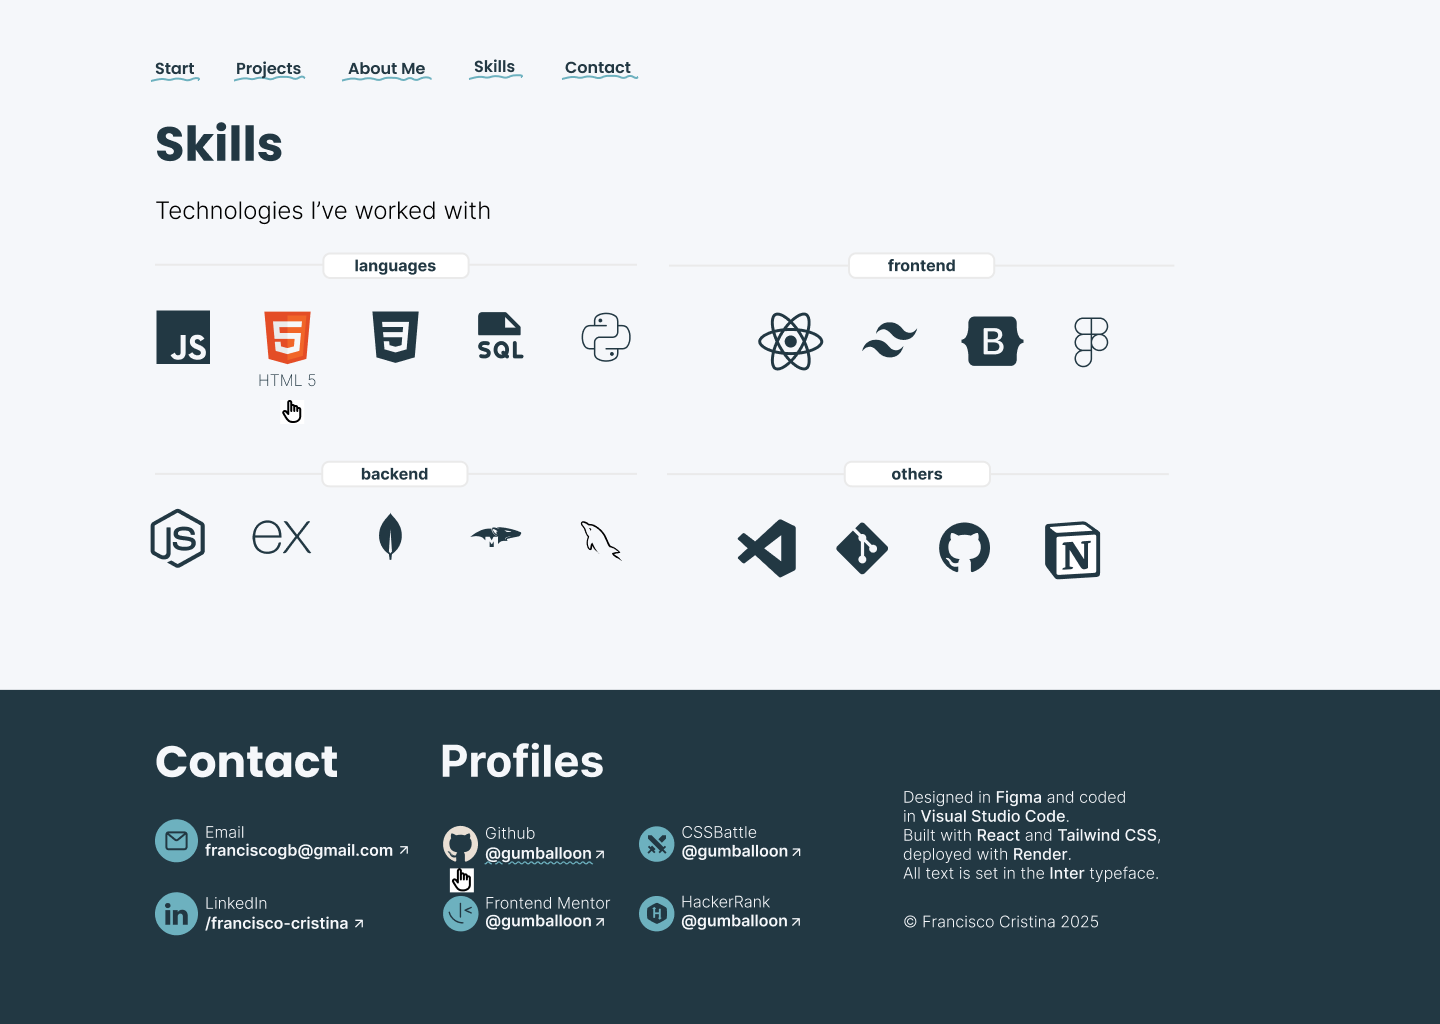 Start Projects About Me Skills Contact
Skills
Technologies I’ve worked with
languages
JS
HTML 5
SQL
frontend
B
backend
JS
ex
M
others
N
Contact
Email
franciscogb@gmail.com
LinkedIn
/francisco-cristina
in
Profiles
Github
@gumballoon
CSSBattle
@gumballoon
Frontend Mentor
@gumballoon
HackerRank
@gumballoon
H
Designed in Figma and coded
in Visual Studio Code.
Built with React and Tailwind CSS,
deployed with Render.
All text is set in the Inter typeface.
© Francisco Cristina 2025